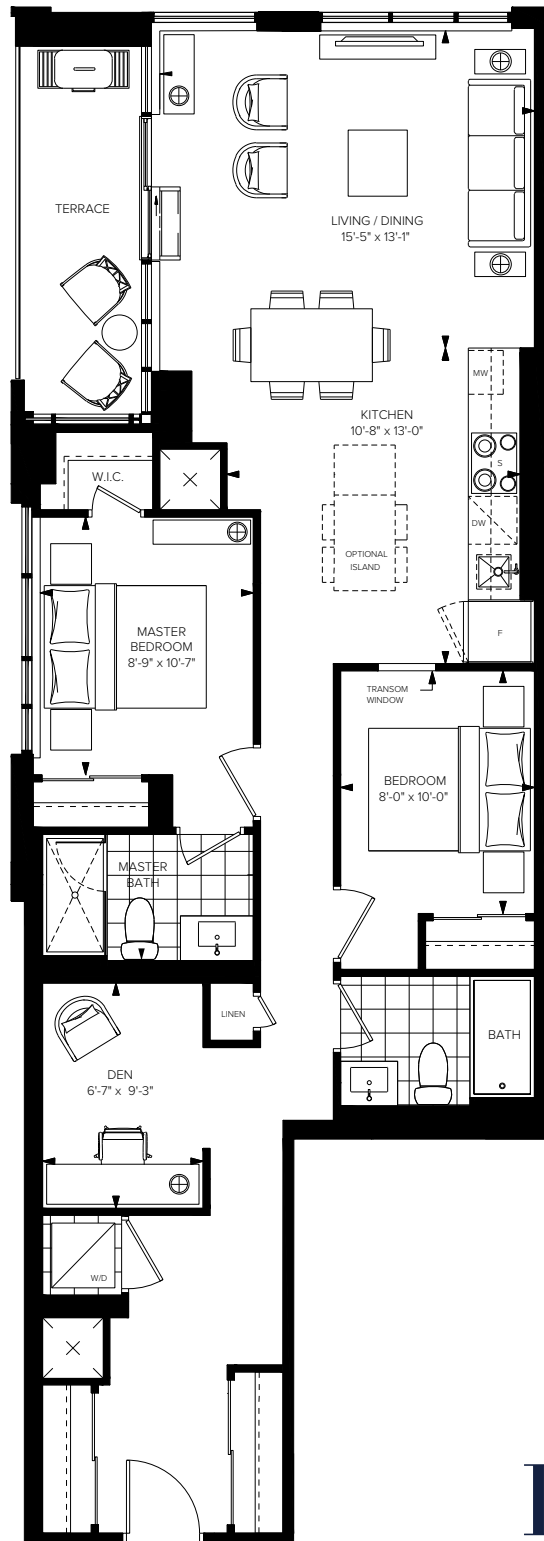 TERRACE
LIVING / DINING
15'-5" x 13'-1"
MW
KITCHEN
10'-8" x 13'-0"
S
W.I.C.
DW
OPTIONAL
ISLAND
F
MASTER
BEDROOM
8'-9" x 10'-7"
TRANSOM
WINDOW
BEDROOM
8'-0" x 10'-0"
MASTER
BATH
LINEN
BATH
DEN
6'-7" x 9'-3"
W/D